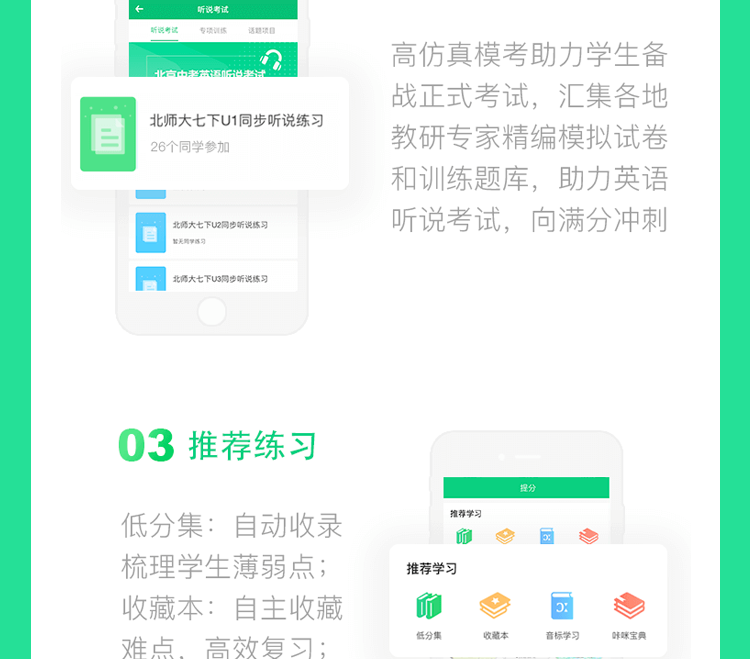 听说考试
听说考试 专项训练 话题项目
北京中考英语听说考试
北师大七下U1同步听说练习
26个同学参加
北师大七下U2同步听说练习
暂无同学练习
北师大七下U3同步听说练习
高仿真模考助力学生备
战正式考试，汇集各地
教研专家精编模拟试卷
和训练题库，助力英语
听说考试，向满分冲刺
03 推荐练习
低分集：自动收录
梳理学生薄弱点；
收藏本：自主收藏
难点，高效复习；
提分
推荐学习
推荐学习
低分集 收藏本 音标学习 咔咪宝典